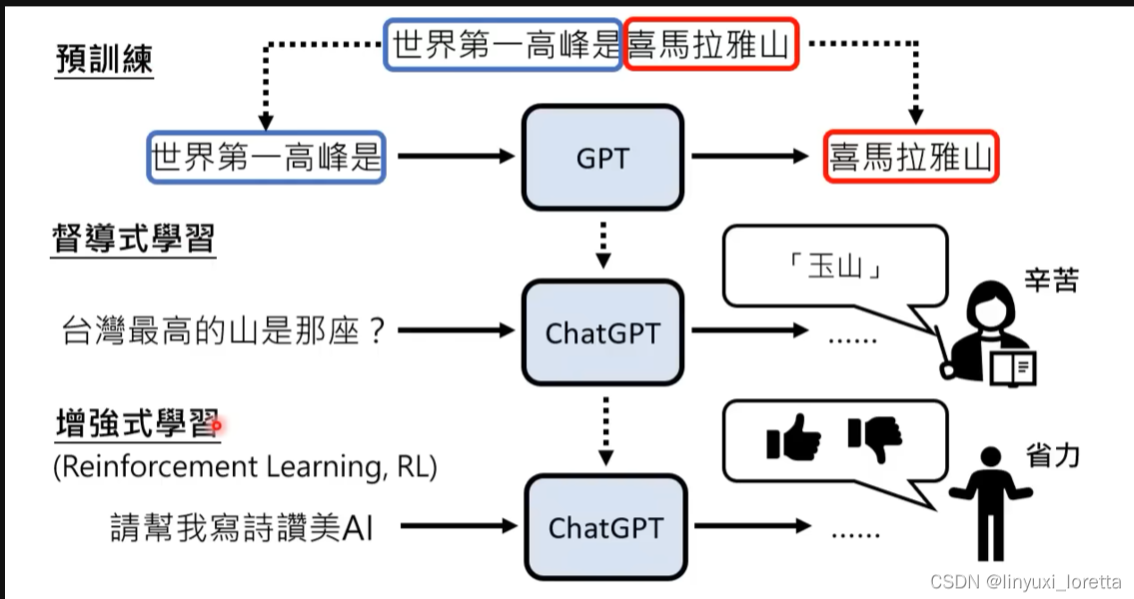 預訓練
世界第一高峰是喜馬拉雅山
世界第一高峰是
GPT
喜馬拉雅山
督導式學習
「玉山」
辛苦
台灣最高的山是那座？
ChatGPT
......
增強式學習
(Reinforcement Learning, RL)
省力
請幫我寫詩讚美AI
ChatGPT
......
CSDN @linyuxi_loretta